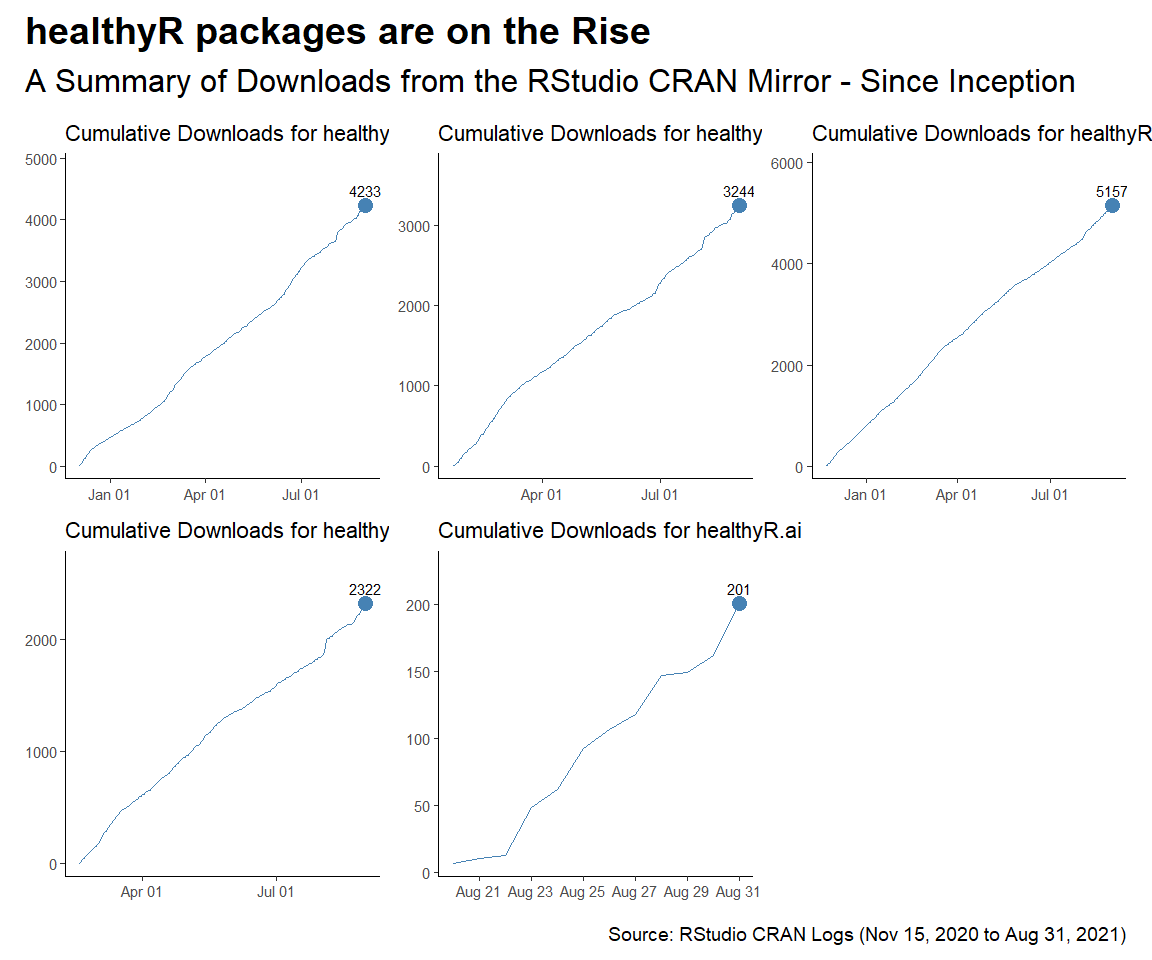 healthyR packages are on the Rise
A Summary of Downloads from the RStudio CRAN Mirror - Since Inception
Cumulative Downloads for healthy
5000
4000
3000
2000
1000
0
4233
Jan 01 Apr 01 Jul 01
Cumulative Downloads for healthy
3000
2000
1000
0
3244
Apr 01 Jul 01
Cumulative Downloads for healthyR
6000
4000
2000
0
5157
Jan 01 Apr 01 Jul 01
Cumulative Downloads for healthy
2000
1000
0
2322
Apr 01 Jul 01
Cumulative Downloads for healthyR.ai
200
150
100
50
0
201
Aug 21 Aug 23 Aug 25 Aug 27 Aug 29 Aug 31
Source: RStudio CRAN Logs (Nov 15, 2020 to Aug 31, 2021)